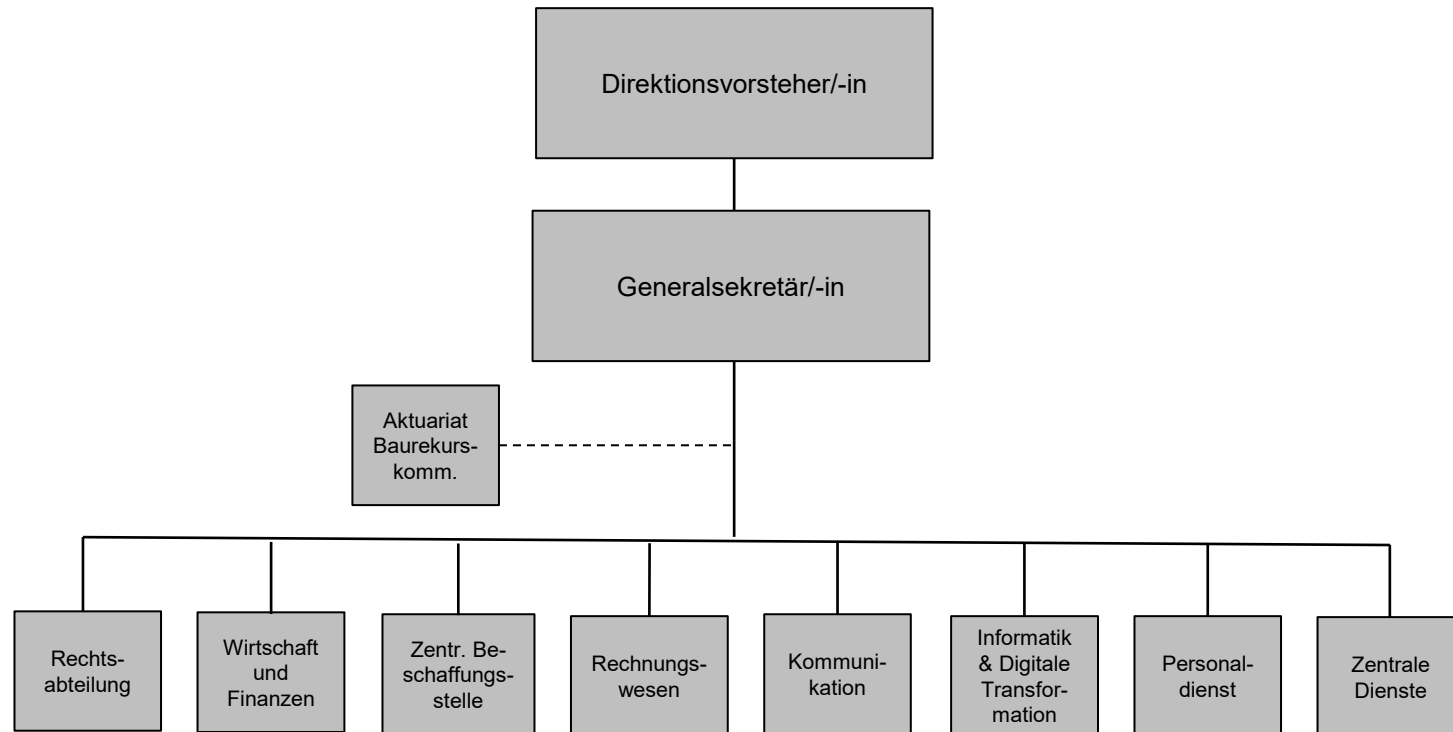 Direktionsvorsteher/-in
Generalsekretär/-in
Aktuariat
Baurekurs-
komm.
Rechts-
abteilung
Wirtschaft
und
Finanzen
Zentr. Be-
schaffungs-
stelle
Rechnungs-
wesen
Kommuni-
kation
Informatik
& Digitale
Transfor-
mation
Personal-
dienst
Zentrale
Dienste